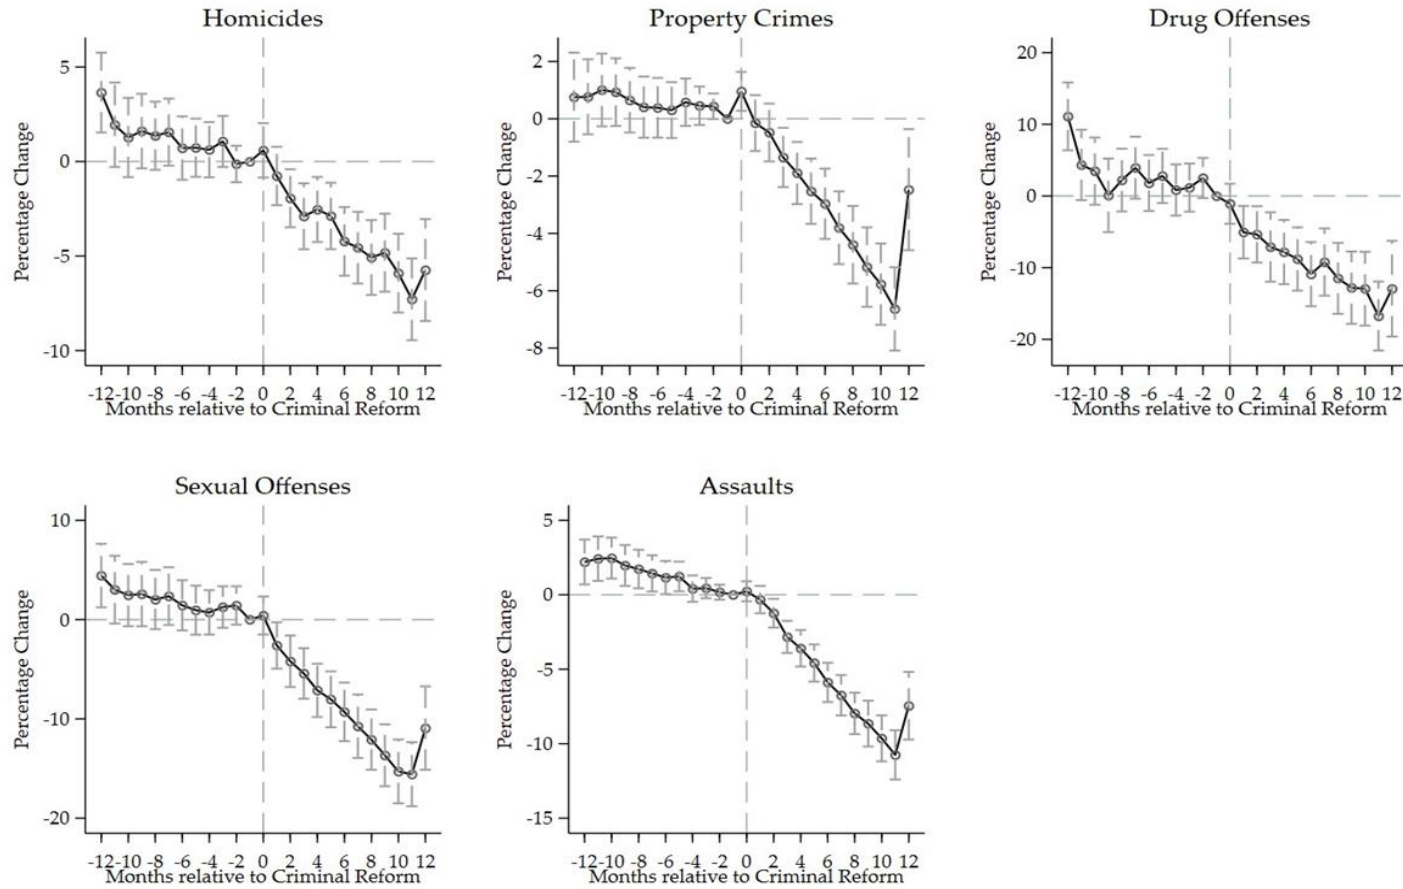 Homicides
Percentage Change
5
0
-5
-10
-12 -10 -8 -6 -4 -2 0 2 4 6 8 10 12
Months relative to Criminal Reform
Property Crimes
Percentage Change
2
0
-2
-4
-6
-8
-12 -10 -8 -6 -4 -2 0 2 4 6 8 10 12
Months relative to Criminal Reform
Drug Offenses
Percentage Change
20
10
0
-10
-20
-12 -10 -8 -6 -4 -2 0 2 4 6 8 10 12
Months relative to Criminal Reform
Sexual Offenses
Percentage Change
10
0
-10
-20
-12 -10 -8 -6 -4 -2 0 2 4 6 8 10 12
Months relative to Criminal Reform
Assaults
Percentage Change
5
0
-5
-10
-15
-12 -10 -8 -6 -4 -2 0 2 4 6 8 10 12
Months relative to Criminal Reform